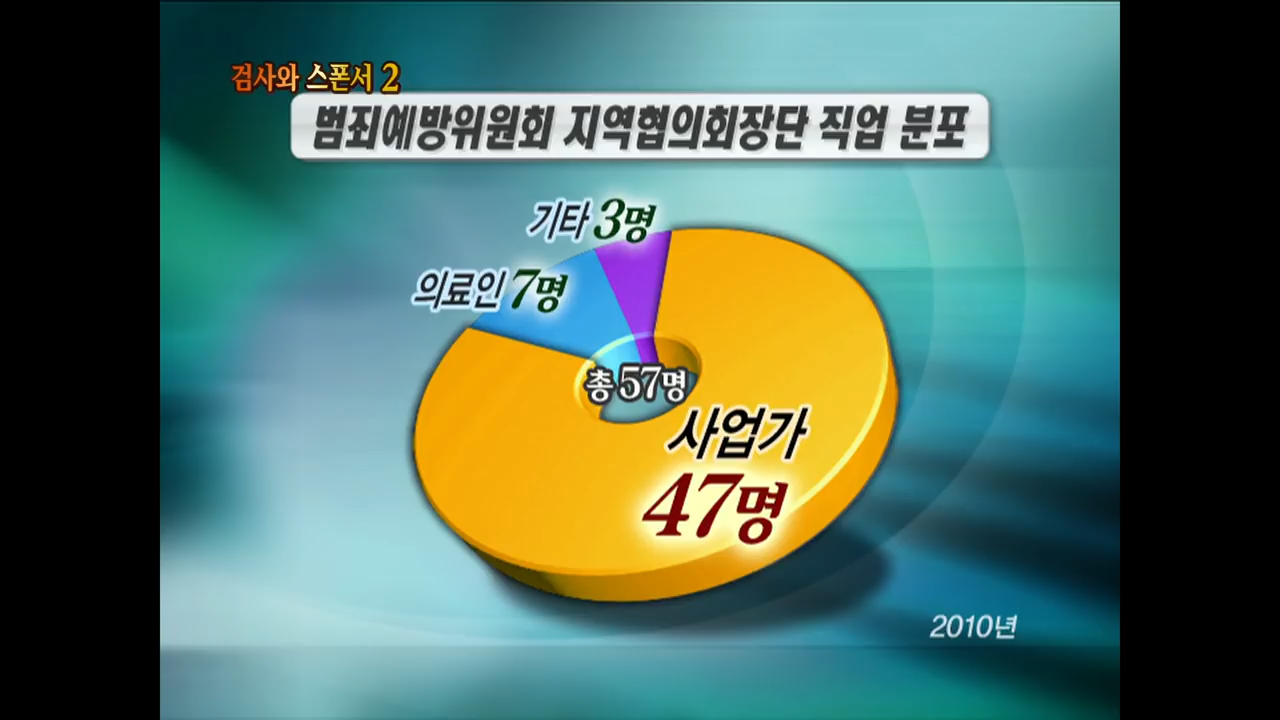 검사와 스폰서 2
범죄예방위원회 지역협의회장단 직업 분포
기타 3명
의료인 7명
총 57명
사업가
47명
2010년